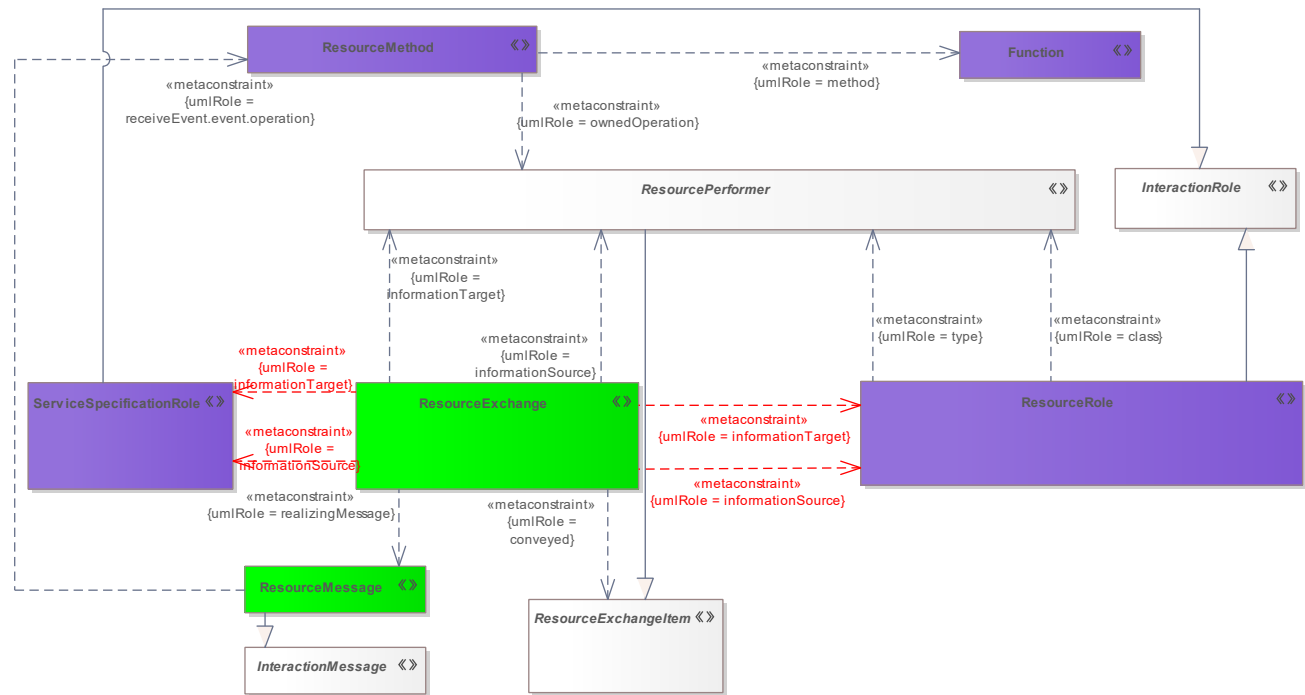 ResourceMethod «»
Function «»
«metaconstraint»
{umlRole =
receiveEvent.event.operation}
«metaconstraint»
{umlRole = ownedOperation}
«metaconstraint»
{umlRole = method}
ResourcePerformer «»
InteractionRole «»
«metaconstraint»
{umlRole =
informationTarget}
«metaconstraint»
{umlRole =
informationSource}
«metaconstraint»
{umlRole = type}
«metaconstraint»
{umlRole = class}
«metaconstraint»
{umlRole =
informationTarget}
ServiceSpecificationRole «»
ResourceExchange «»
ResourceRole «»
«metaconstraint»
{umlRole =
informationSource}
«metaconstraint»
{umlRole = informationTarget}
«metaconstraint»
{umlRole = informationSource}
«metaconstraint»
{umlRole = realizingMessage}
«metaconstraint»
{umlRole =
conveyed}
ResourceMessage «»
ResourceExchangeItem «»
InteractionMessage «»